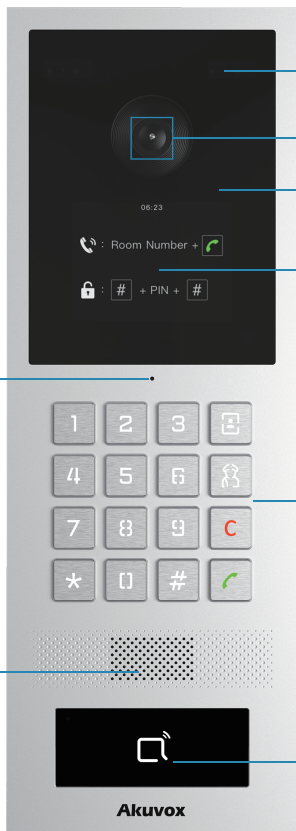 06:23
: Room Number +
: # + PIN + #
1 2 3
4 5 6
7 8 9 C
* 0 #
Akuvox